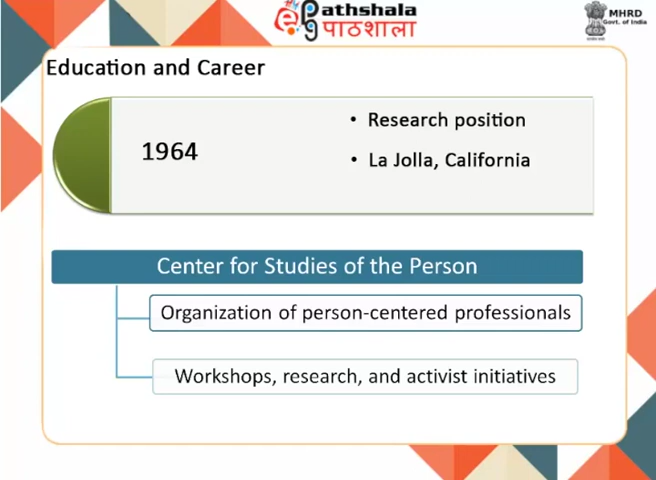 ePathshala
पाठशाला
MHRD
Govt. of India
Education and Career
1964
• Research position
• La Jolla, California
Center for Studies of the Person
Organization of person-centered professionals
Workshops, research, and activist initiatives